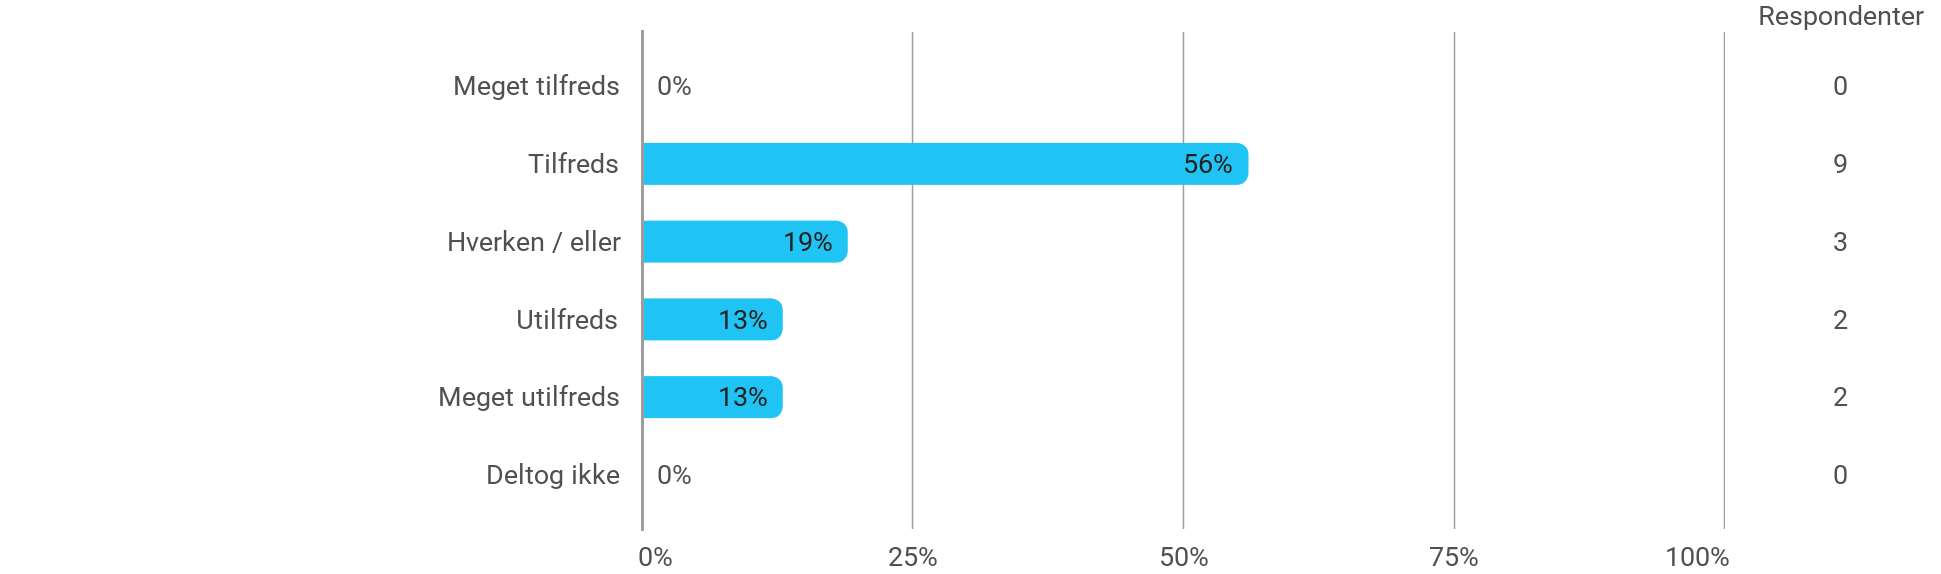 Respondenter
Meget tilfreds 0% 0
Tilfreds 56% 9
Hverken / eller 19% 3
Utilfreds 13% 2
Meget utilfreds 13% 2
Deltog ikke 0% 0
0% 25% 50% 75% 100%